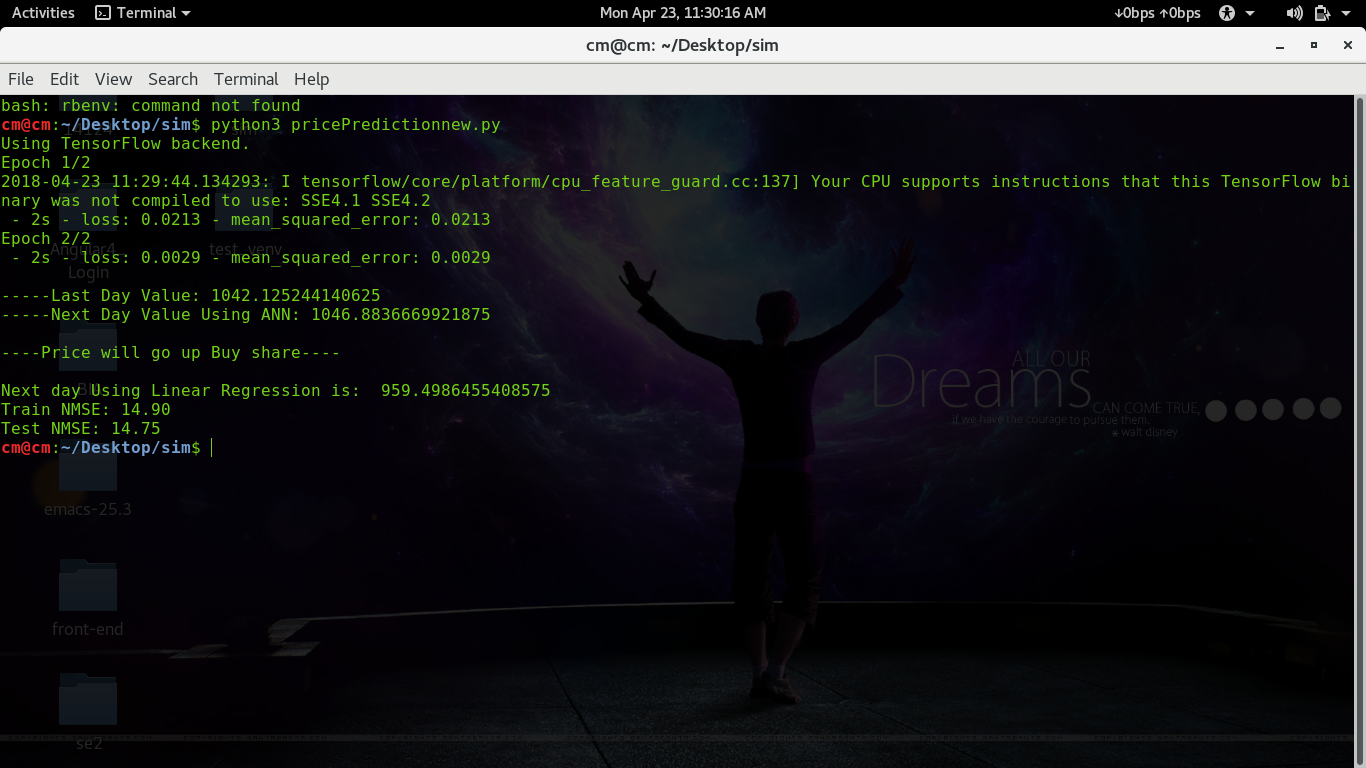 Activities Terminal Mon Apr 23, 11:30:16 AM ↓0bps ↑0bps
cm@cm: ~/Desktop/sim
File Edit View Search Terminal Help
bash: rbenv: command not found
cm@cm:~/Desktop/sim$ python3 pricePredictionnew.py
Using TensorFlow backend.
Epoch 1/2
2018-04-23 11:29:44.134293: I tensorflow/core/platform/cpu_feature_guard.cc:137] Your CPU supports instructions that this TensorFlow bi
nary was not compiled to use: SSE4.1 SSE4.2
 - 2s - loss: 0.0213 - mean_squared_error: 0.0213
Epoch 2/2
 - 2s - loss: 0.0029 - mean_squared_error: 0.0029
-----Last Day Value: 1042.125244140625
-----Next Day Value Using ANN: 1046.8836669921875
----Price will go up Buy share----
Next day Using Linear Regression is:  959.4986455408575
Train NMSE: 14.90
Test NMSE: 14.75
cm@cm:~/Desktop/sim$
Angular4
Login
test_venv
emacs-25.3
front-end
se2
ALL OUR
Dreams
CAN COME TRUE,
if we have the courage to pursue them.
* walt disney